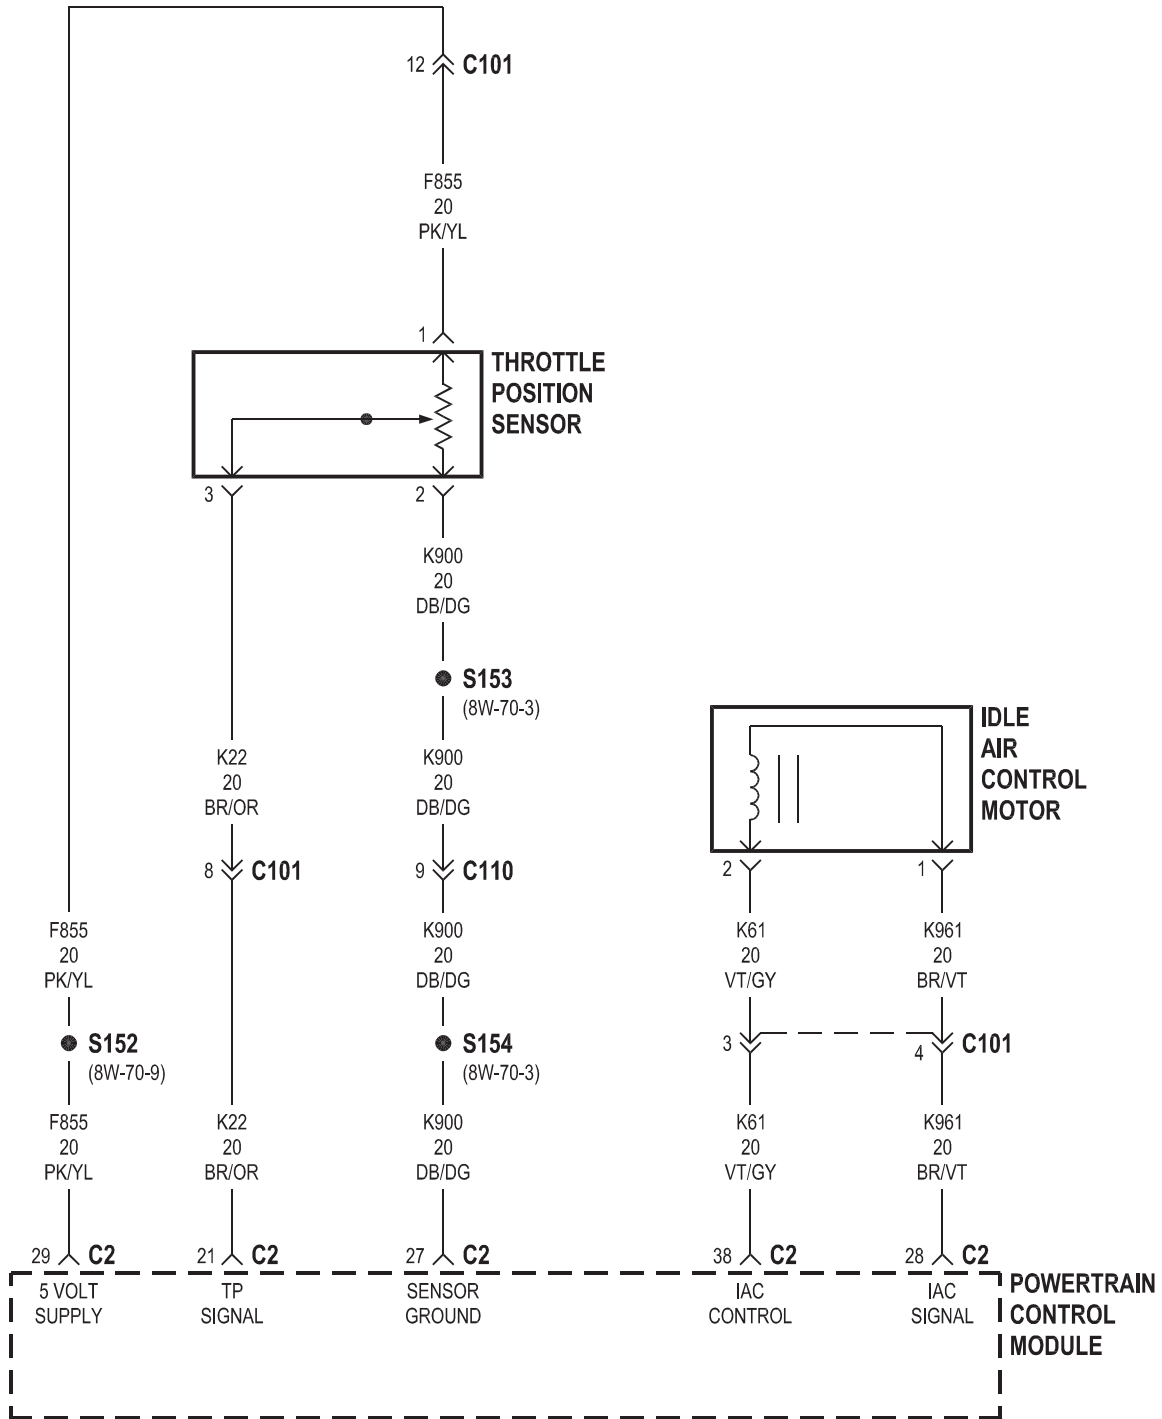 12 C101
F855
20
PK/YL
1
THROTTLE
POSITION
SENSOR
3
2
K900
20
DB/DG
S153
(8W-70-3)
K22
20
BR/OR
K900
20
DB/DG
IDLE
AIR
CONTROL
MOTOR
8 C101
9 C110
2
1
F855
20
PK/YL
K900
20
DB/DG
K61
20
VT/GY
K961
20
BR/VT
S152
(8W-70-9)
S154
(8W-70-3)
3
4 C101
F855
20
PK/YL
K22
20
BR/OR
K900
20
DB/DG
K61
20
VT/GY
K961
20
BR/VT
29 C2
21 C2
27 C2
38 C2
28 C2
5 VOLT
SUPPLY
TP
SIGNAL
SENSOR
GROUND
IAC
CONTROL
IAC
SIGNAL
POWERTRAIN
CONTROL
MODULE